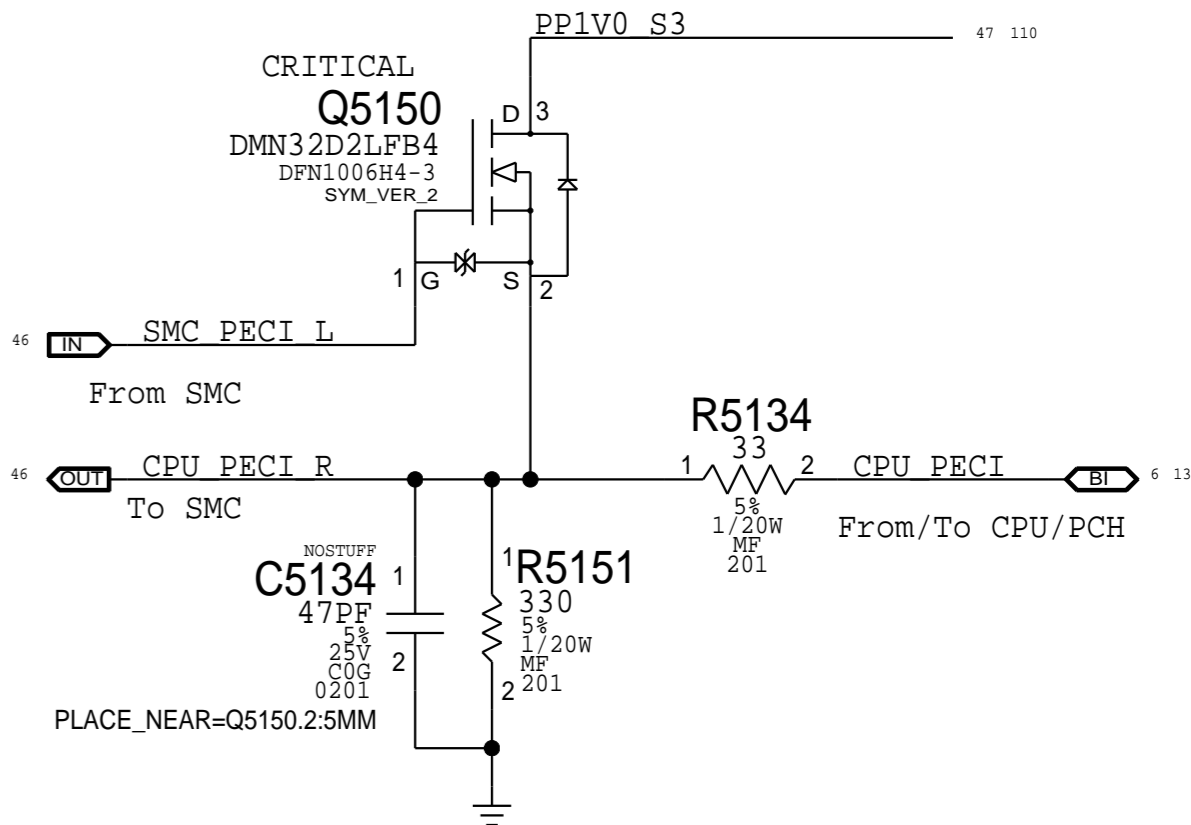 PP1V0_S3
47 110
CRITICAL
Q5150
D 3
DMN32D2LFB4
DFN1006H4-3
SYM_VER_2
1 G S 2
46 IN SMC_PECI_L
From SMC
R5134
33
46 OUT CPU_PECI_R
1 2 CPU_PECI BI 6 13
To SMC
5%
1/20W
MF
201
From/To CPU/PCH
NOSTUFF
C5134 1
47PF
5%
25V
C0G
0201
2
1 R5151
330
5%
1/20W
MF
201
2
PLACE_NEAR=Q5150.2:5MM